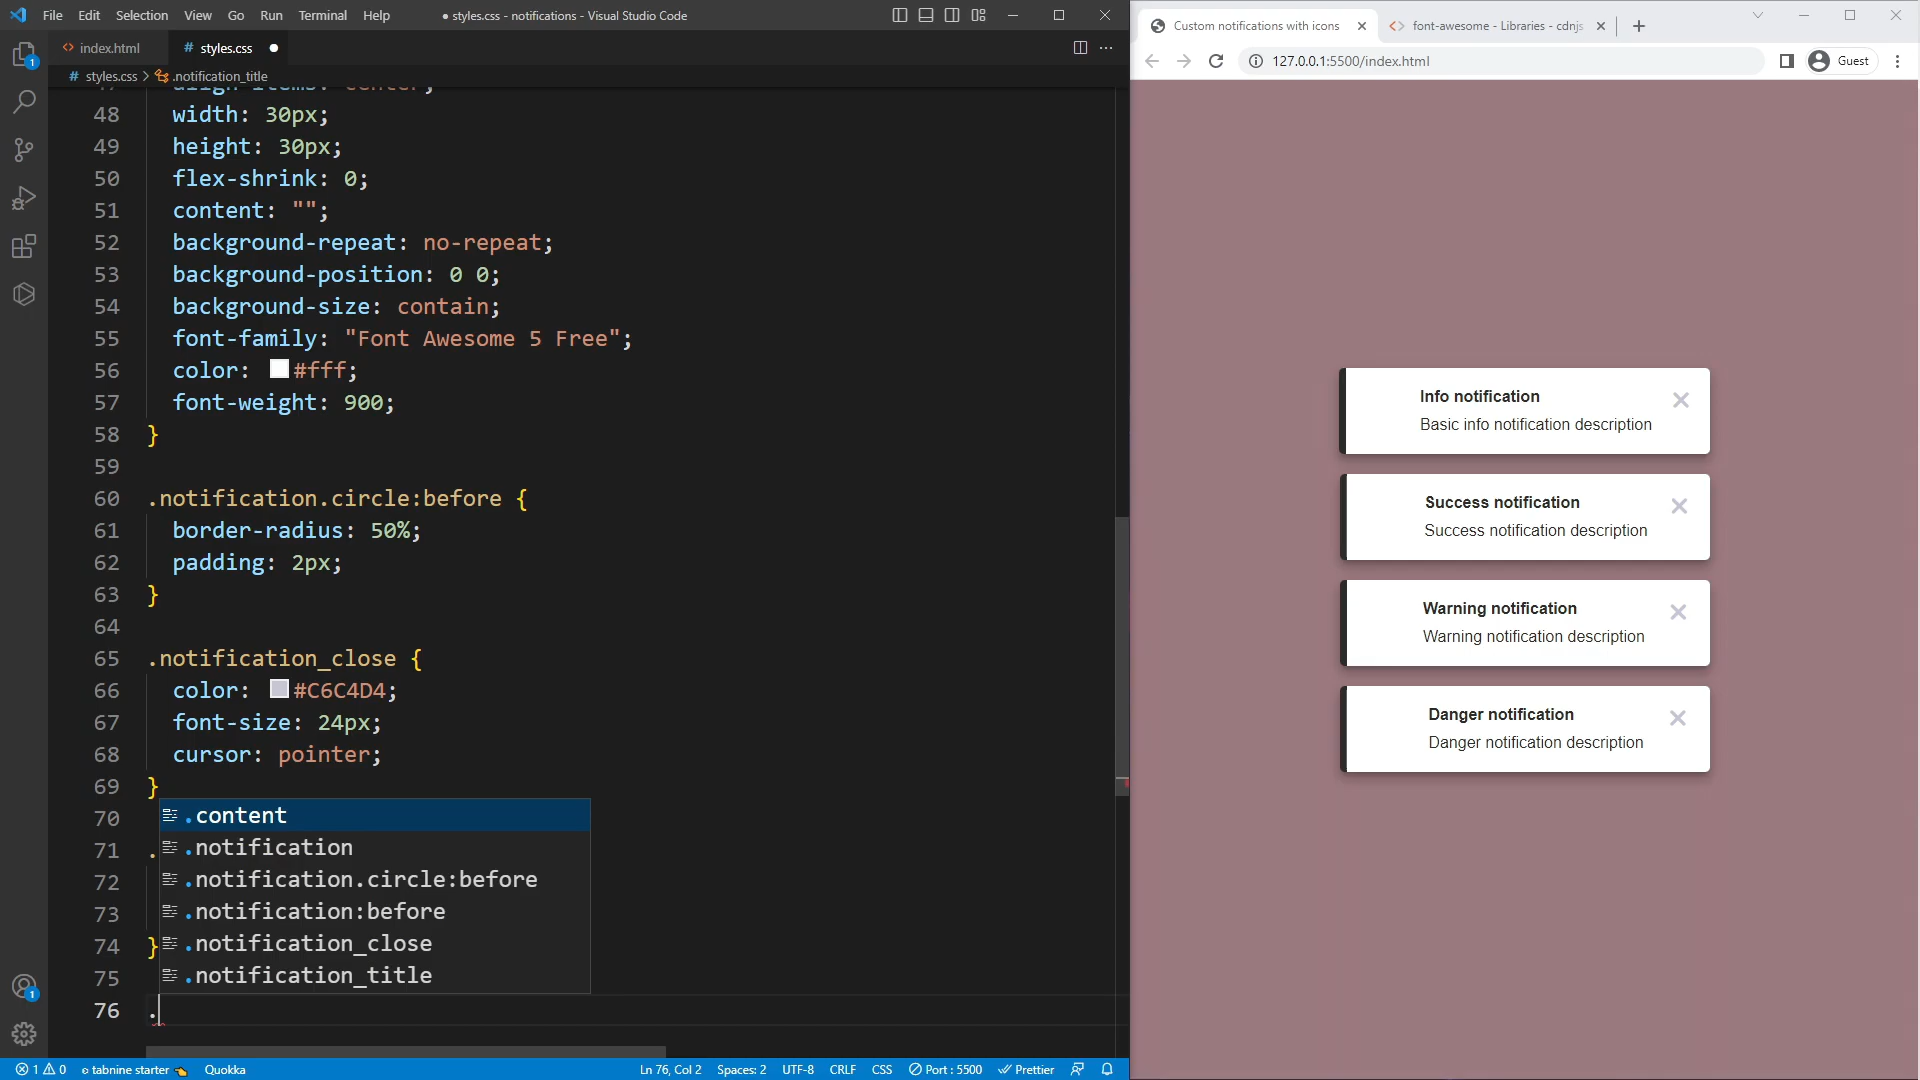 File Edit Selection View Go Run Terminal Help ● styles.css - notifications - Visual Studio Code
index.html # styles.css ●
# styles.css > .notification_title
47 align-items: center;
48 width: 30px;
49 height: 30px;
50 flex-shrink: 0;
51 content: "";
52 background-repeat: no-repeat;
53 background-position: 0 0;
54 background-size: contain;
55 font-family: "Font Awesome 5 Free";
56 color: #fff;
57 font-weight: 900;
58 }
59
60 .notification.circle:before {
61 border-radius: 50%;
62 padding: 2px;
63 }
64
65 .notification_close {
66 color: #C6C4D4;
67 font-size: 24px;
68 cursor: pointer;
69 }
70 .content
71 . .notification
72 .notification.circle:before
73 .notification:before
74 } .notification_close
75 .notification_title
76 .
1
1
1 0 tabnine starter Quokka Ln 76, Col 2 Spaces: 2 UTF-8 CRLF CSS Port : 5500 Prettier
Custom notifications with icons font-awesome - Libraries - cdnjs
127.0.0.1:5500/index.html Guest
Info notification
Basic info notification description
Success notification
Success notification description
Warning notification
Warning notification description
Danger notification
Danger notification description